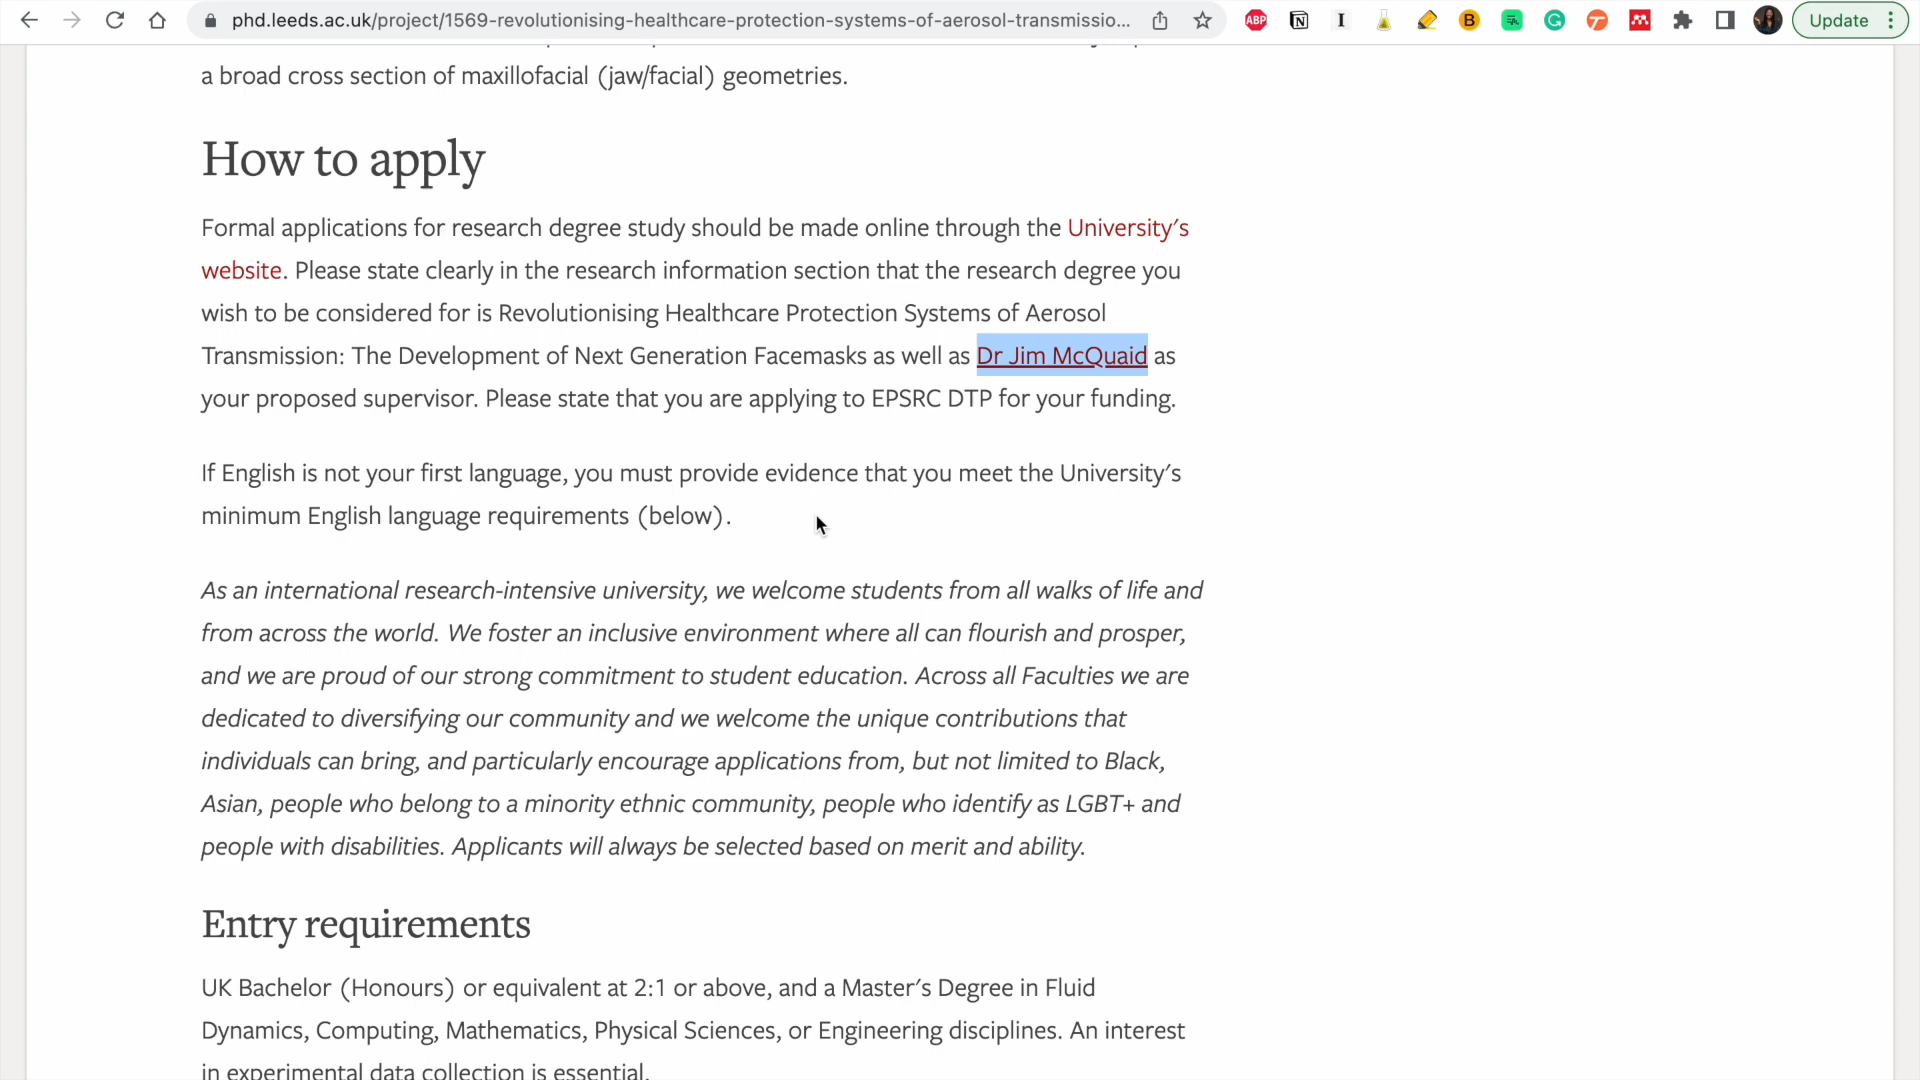 phd.leeds.ac.uk/project/1569-revolutionising-healthcare-protection-systems-of-aerosol-transmissio...
ABP
Update
a broad cross section of maxillofacial (jaw/facial) geometries.
How to apply
Formal applications for research degree study should be made online through the University's
website. Please state clearly in the research information section that the research degree you
wish to be considered for is Revolutionising Healthcare Protection Systems of Aerosol
Transmission: The Development of Next Generation Facemasks as well as Dr Jim McQuaid as
your proposed supervisor. Please state that you are applying to EPSRC DTP for your funding.
If English is not your first language, you must provide evidence that you meet the University's
minimum English language requirements (below).
As an international research-intensive university, we welcome students from all walks of life and
from across the world. We foster an inclusive environment where all can flourish and prosper,
and we are proud of our strong commitment to student education. Across all Faculties we are
dedicated to diversifying our community and we welcome the unique contributions that
individuals can bring, and particularly encourage applications from, but not limited to Black,
Asian, people who belong to a minority ethnic community, people who identify as LGBT+ and
people with disabilities. Applicants will always be selected based on merit and ability.
Entry requirements
UK Bachelor (Honours) or equivalent at 2:1 or above, and a Master's Degree in Fluid
Dynamics, Computing, Mathematics, Physical Sciences, or Engineering disciplines. An interest
in experimental data collection is essential.